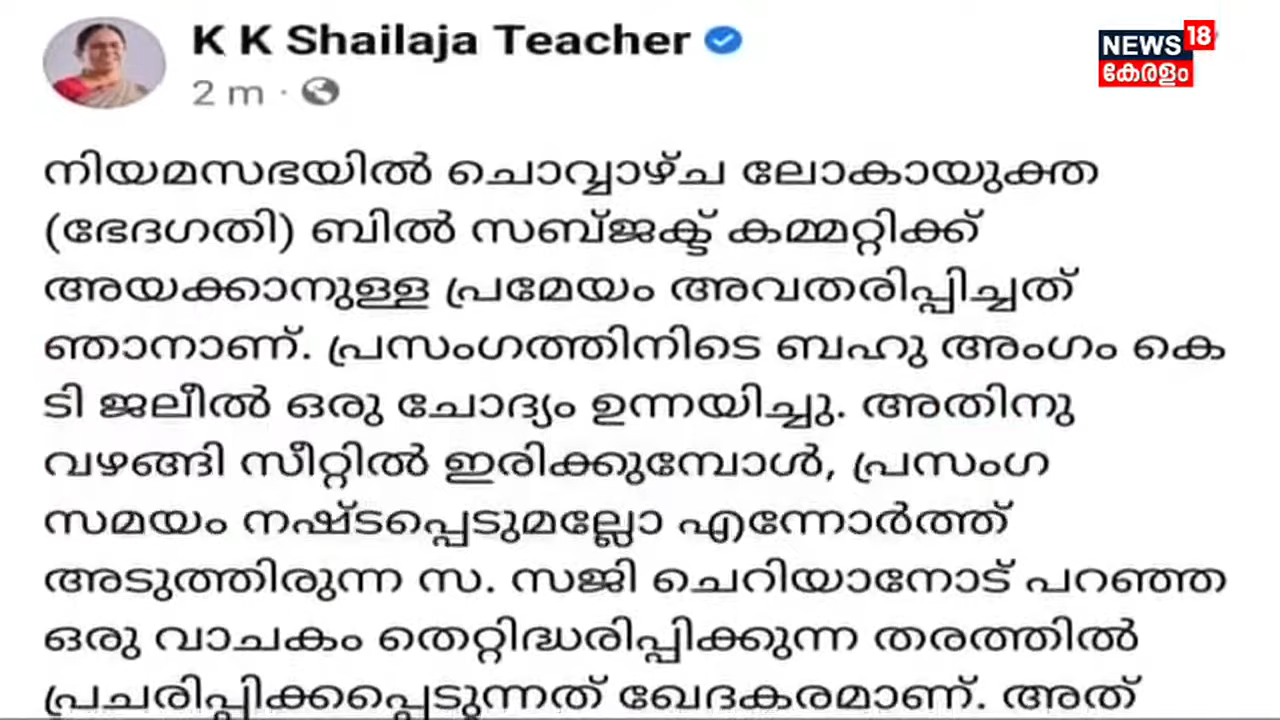 K K Shailaja Teacher
2 m ·
NEWS 18
കേരളം
നിയമസഭയിൽ ചൊവ്വാഴ്ച ലോകായുക്ത
(ഭേദഗതി) ബിൽ സബ്ജക്ട് കമ്മറ്റിക്ക്
അയക്കാനുള്ള പ്രമേയം അവതരിപ്പിച്ചത്
ഞാനാണ്. പ്രസംഗത്തിനിടെ ബഹു അംഗം കെ
ടി ജലീൽ ഒരു ചോദ്യം ഉന്നയിച്ചു. അതിനു
വഴങ്ങി സീറ്റിൽ ഇരിക്കുമ്പോൾ, പ്രസംഗ
സമയം നഷ്ടപ്പെടുമല്ലോ എന്നോർത്ത്
അടുത്തിരുന്ന സ. സജി ചെറിയാനോട് പറഞ്ഞ
ഒരു വാചകം തെറ്റിദ്ധരിപ്പിക്കുന്ന തരത്തിൽ
പ്രചരിപ്പിക്കപ്പെടുന്നത് ഖേദകരമാണ്. അത്